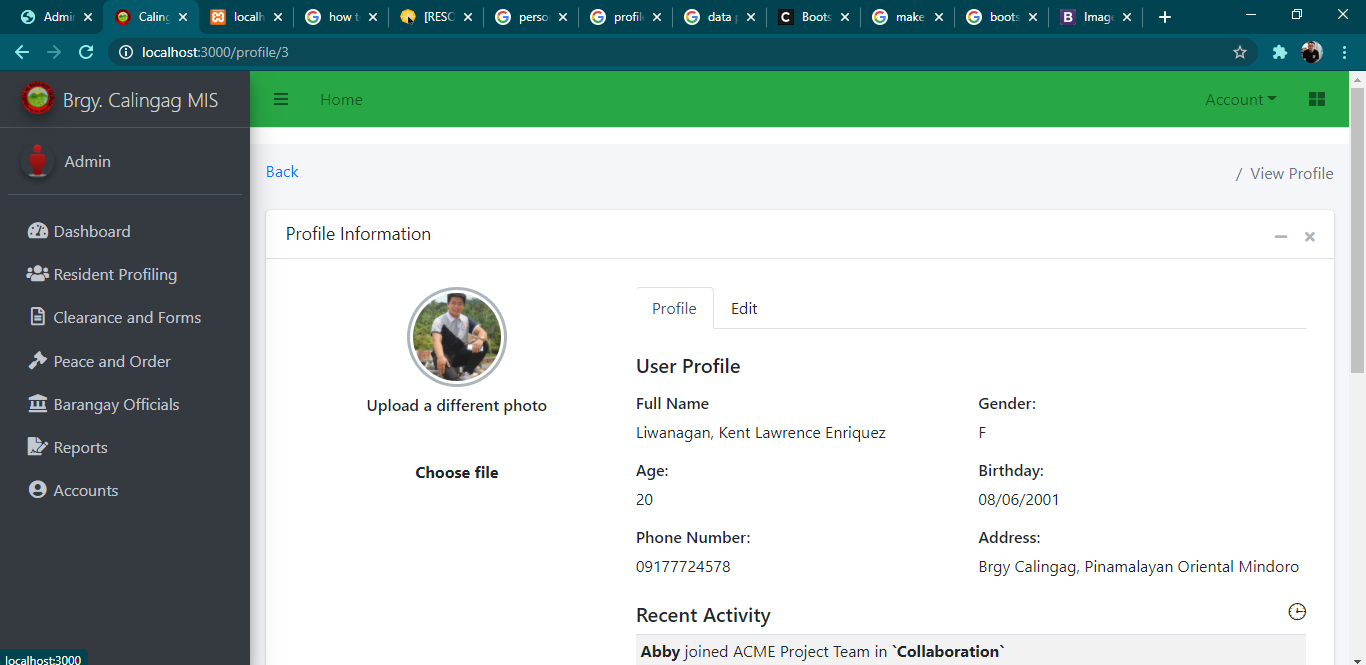 Admin
Caling
localh
how t
[RESO
perso
profil
data p
Boots
make
boots
Image
localhost:3000/profile/3
Brgy. Calingag MIS
Home
Account
Admin
Back
/ View Profile
Dashboard
Resident Profiling
Clearance and Forms
Peace and Order
Barangay Officials
Reports
Accounts
Profile Information
Upload a different photo
Choose file
Profile Edit
User Profile
Full Name Gender:
Liwanagan, Kent Lawrence Enriquez F
Age: Birthday:
20 08/06/2001
Phone Number: Address:
09177724578 Brgy Calingag, Pinamalayan Oriental Mindoro
Recent Activity
Abby joined ACME Project Team in `Collaboration`
localhost:3000